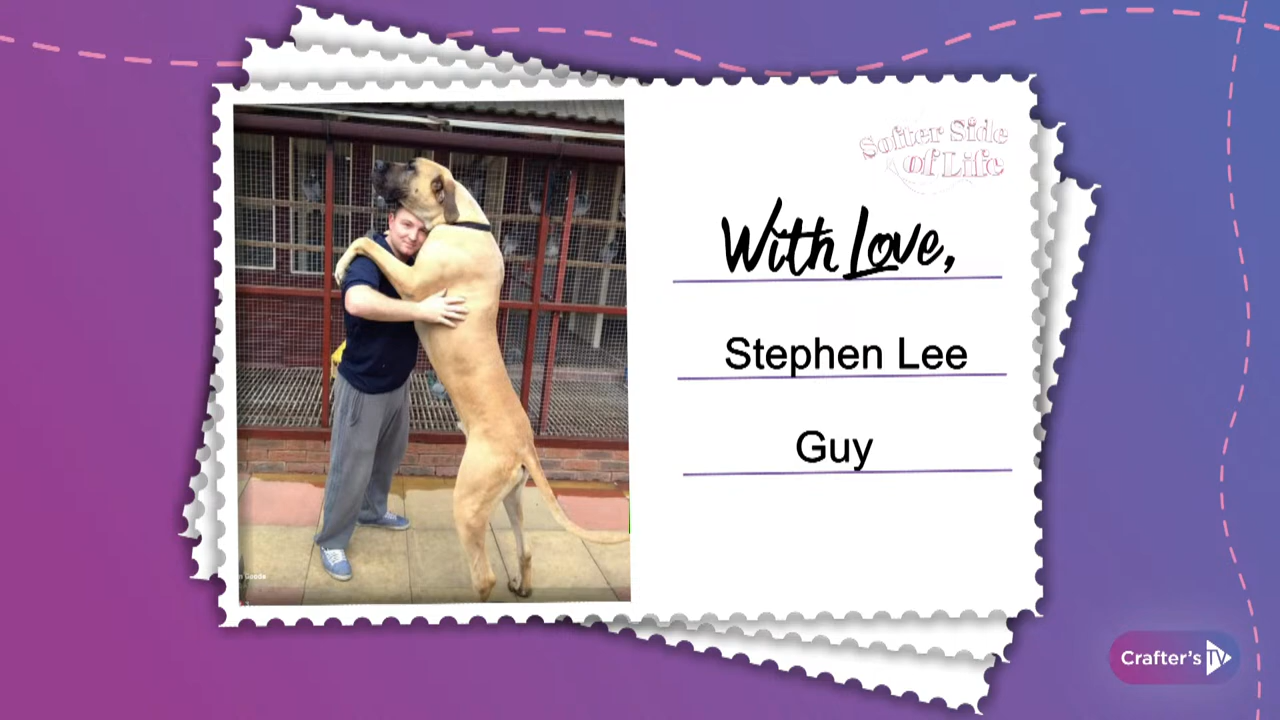 Softer Side
of Life
With Love,
Stephen Lee
Guy
Crafter's TV